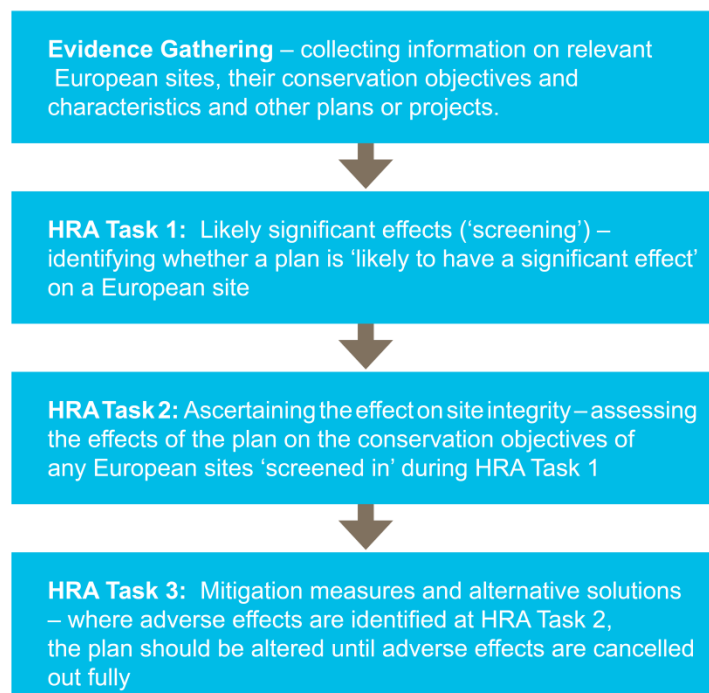 Evidence Gathering – collecting information on relevant
European sites, their conservation objectives and
characteristics and other plans or projects.
HRA Task 1: Likely significant effects (‘screening’) –
identifying whether a plan is ‘likely to have a significant effect’
on a European site
HRA Task 2: Ascertaining the effect on site integrity – assessing
the effects of the plan on the conservation objectives of
any European sites ‘screened in’ during HRA Task 1
HRA Task 3: Mitigation measures and alternative solutions
– where adverse effects are identified at HRA Task 2,
the plan should be altered until adverse effects are cancelled
out fully